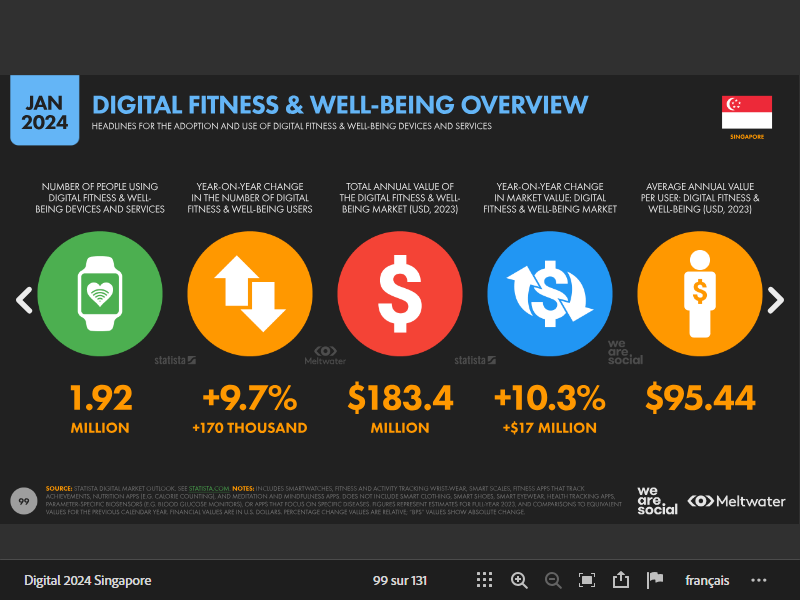 JAN
2024
DIGITAL FITNESS & WELL-BEING OVERVIEW
HEADLINES FOR THE ADOPTION AND USE OF DIGITAL FITNESS & WELL-BEING DEVICES AND SERVICES
SINGAPORE
NUMBER OF PEOPLE USING
DIGITAL FITNESS & WELL-
BEING DEVICES AND SERVICES
YEAR-ON-YEAR CHANGE
IN THE NUMBER OF DIGITAL
FITNESS & WELL-BEING USERS
TOTAL ANNUAL VALUE OF
THE DIGITAL FITNESS & WELL-
BEING MARKET (USD, 2023)
YEAR-ON-YEAR CHANGE
IN MARKET VALUE: DIGITAL
FITNESS & WELL-BEING MARKET
AVERAGE ANNUAL VALUE
PER USER: DIGITAL FITNESS &
WELL-BEING (USD, 2023)
$
$
$
statista
Meltwater
statista
we
are.
social
1.92
MILLION
+9.7%
+170 THOUSAND
$183.4
MILLION
+10.3%
+$17 MILLION
$95.44
99
SOURCE: STATISTA DIGITAL MARKET OUTLOOK. SEE STATISTA.COM. NOTES: INCLUDES SMARTWATCHES, FITNESS AND ACTIVITY TRACKING WRIST-WEAR, SMART SCALES, FITNESS APPS THAT TRACK
ACHIEVEMENTS, NUTRITION APPS (E.G. CALORIE COUNTING), AND MEDITATION AND MINDFULNESS APPS. DOES NOT INCLUDE SMART CLOTHING, SMART SHOES, SMART EYEWEAR, HEALTH TRACKING APPS,
PARAMETER-SPECIFIC BIOSENSORS (E.G. BLOOD GLUCOSE MONITORS), OR APPS THAT FOCUS ON SPECIFIC DISEASES. FIGURES REPRESENT ESTIMATES FOR FULL-YEAR 2023, AND COMPARISONS TO EQUIVALENT
VALUES FOR THE PREVIOUS CALENDAR YEAR. FINANCIAL VALUES ARE IN U.S. DOLLARS. PERCENTAGE CHANGE VALUES ARE RELATIVE. "BPS" VALUES SHOW ABSOLUTE CHANGE.
we
are.
social
Meltwater
Digital 2024 Singapore
99 sur 131
français